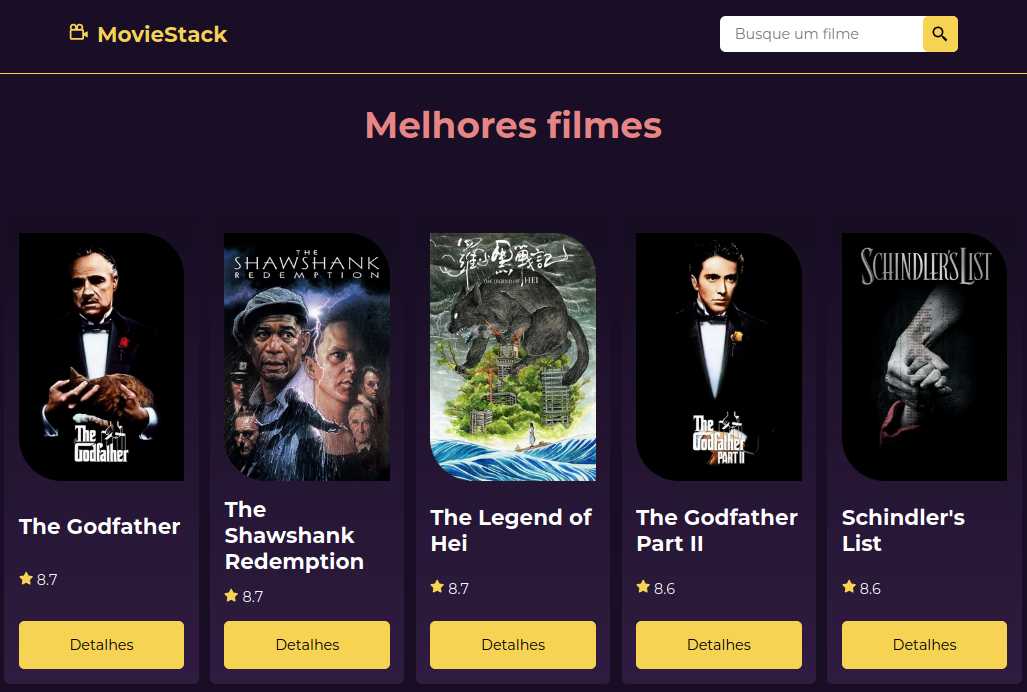 MovieStack
Busque um filme
Melhores filmes
The
Godfather
THE
SHAWSHANK
REDEMPTION
羅小黑戰記
THE LEGEND OF HEI
The
Godfather
PART II
SCHINDLER'S LIST
The Godfather
The
Shawshank
Redemption
The Legend of
Hei
The Godfather
Part II
Schindler's
List
8.7
8.7
8.7
8.6
8.6
Detalhes
Detalhes
Detalhes
Detalhes
Detalhes